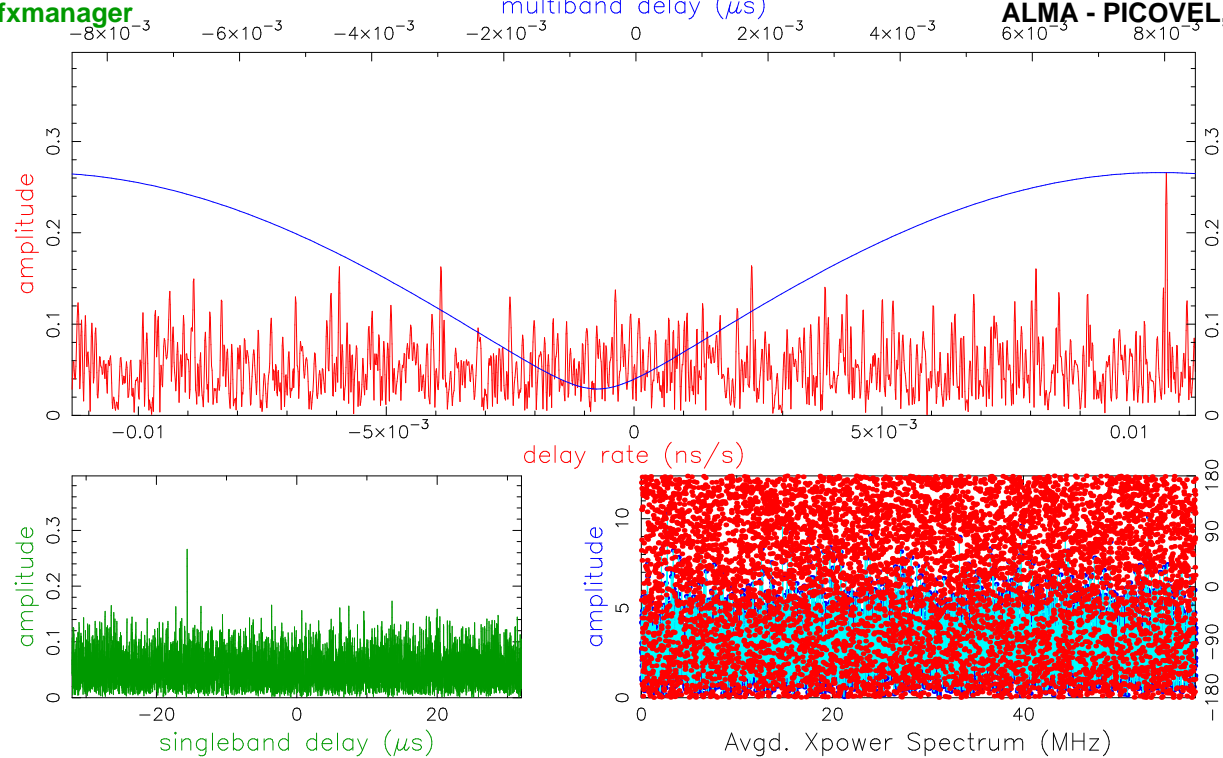 fxmanager
multiband delay (μs)
ALMA - PICOVEL,
−8×10⁻³ −6×10⁻³ −4×10⁻³ −2×10⁻³ 0 2×10⁻³ 4×10⁻³ 6×10⁻³ 8×10⁻³
amplitude
0 0.1 0.2 0.3
0 0.1 0.2 0.3
−0.01 −5×10⁻³ 0 5×10⁻³ 0.01
delay rate (ns/s)
amplitude
0 0.1 0.2 0.3
−20 0 20
singleband delay (μs)
amplitude
0 5 10
−180 −90 0 90 180
0 20 40
Avgd. Xpower Spectrum (MHz)